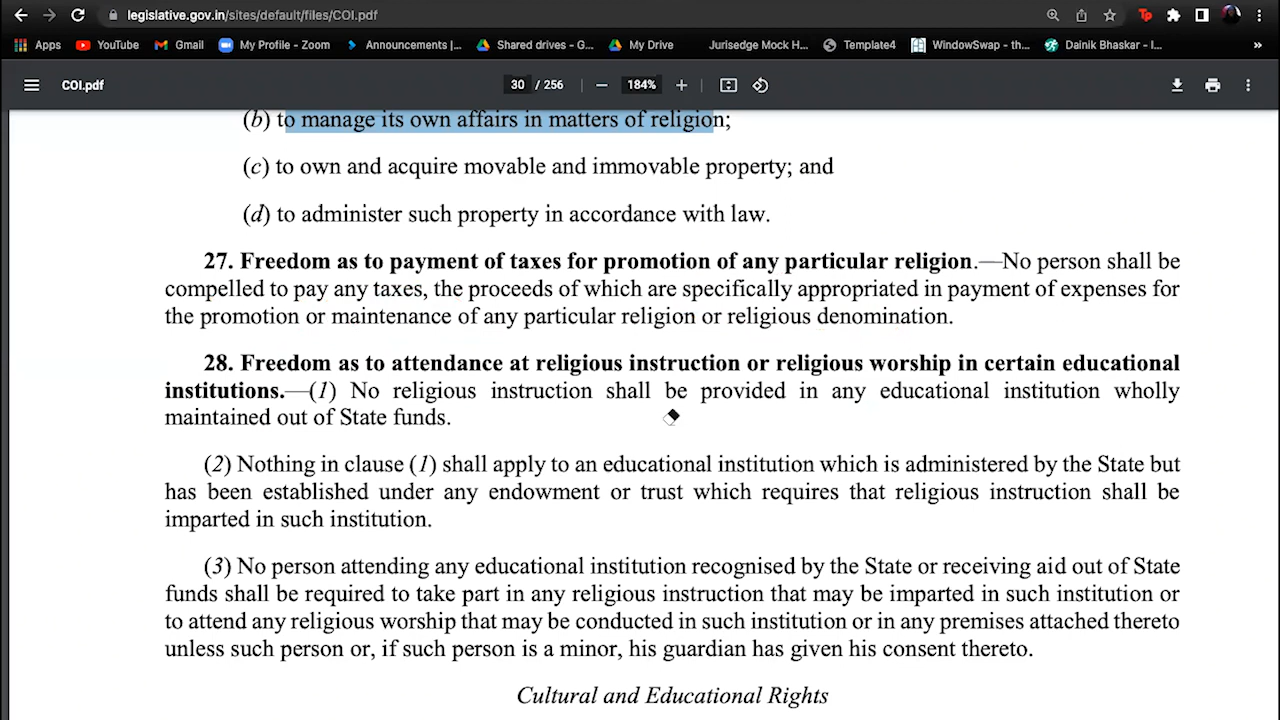 legislative.gov.in/sites/default/files/COI.pdf
Apps YouTube Gmail My Profile - Zoom Announcements |... Shared drives - G... My Drive Jurisedge Mock H... Template4 WindowSwap - th... Dainik Bhaskar - I... »
COI.pdf 30 / 256 184%
(b) to manage its own affairs in matters of religion;
(c) to own and acquire movable and immovable property; and
(d) to administer such property in accordance with law.
27. Freedom as to payment of taxes for promotion of any particular religion.—No person shall be
compelled to pay any taxes, the proceeds of which are specifically appropriated in payment of expenses for
the promotion or maintenance of any particular religion or religious denomination.
28. Freedom as to attendance at religious instruction or religious worship in certain educational
institutions.—(1) No religious instruction shall be provided in any educational institution wholly
maintained out of State funds.
(2) Nothing in clause (1) shall apply to an educational institution which is administered by the State but
has been established under any endowment or trust which requires that religious instruction shall be
imparted in such institution.
(3) No person attending any educational institution recognised by the State or receiving aid out of State
funds shall be required to take part in any religious instruction that may be imparted in such institution or
to attend any religious worship that may be conducted in such institution or in any premises attached thereto
unless such person or, if such person is a minor, his guardian has given his consent thereto.
Cultural and Educational Rights